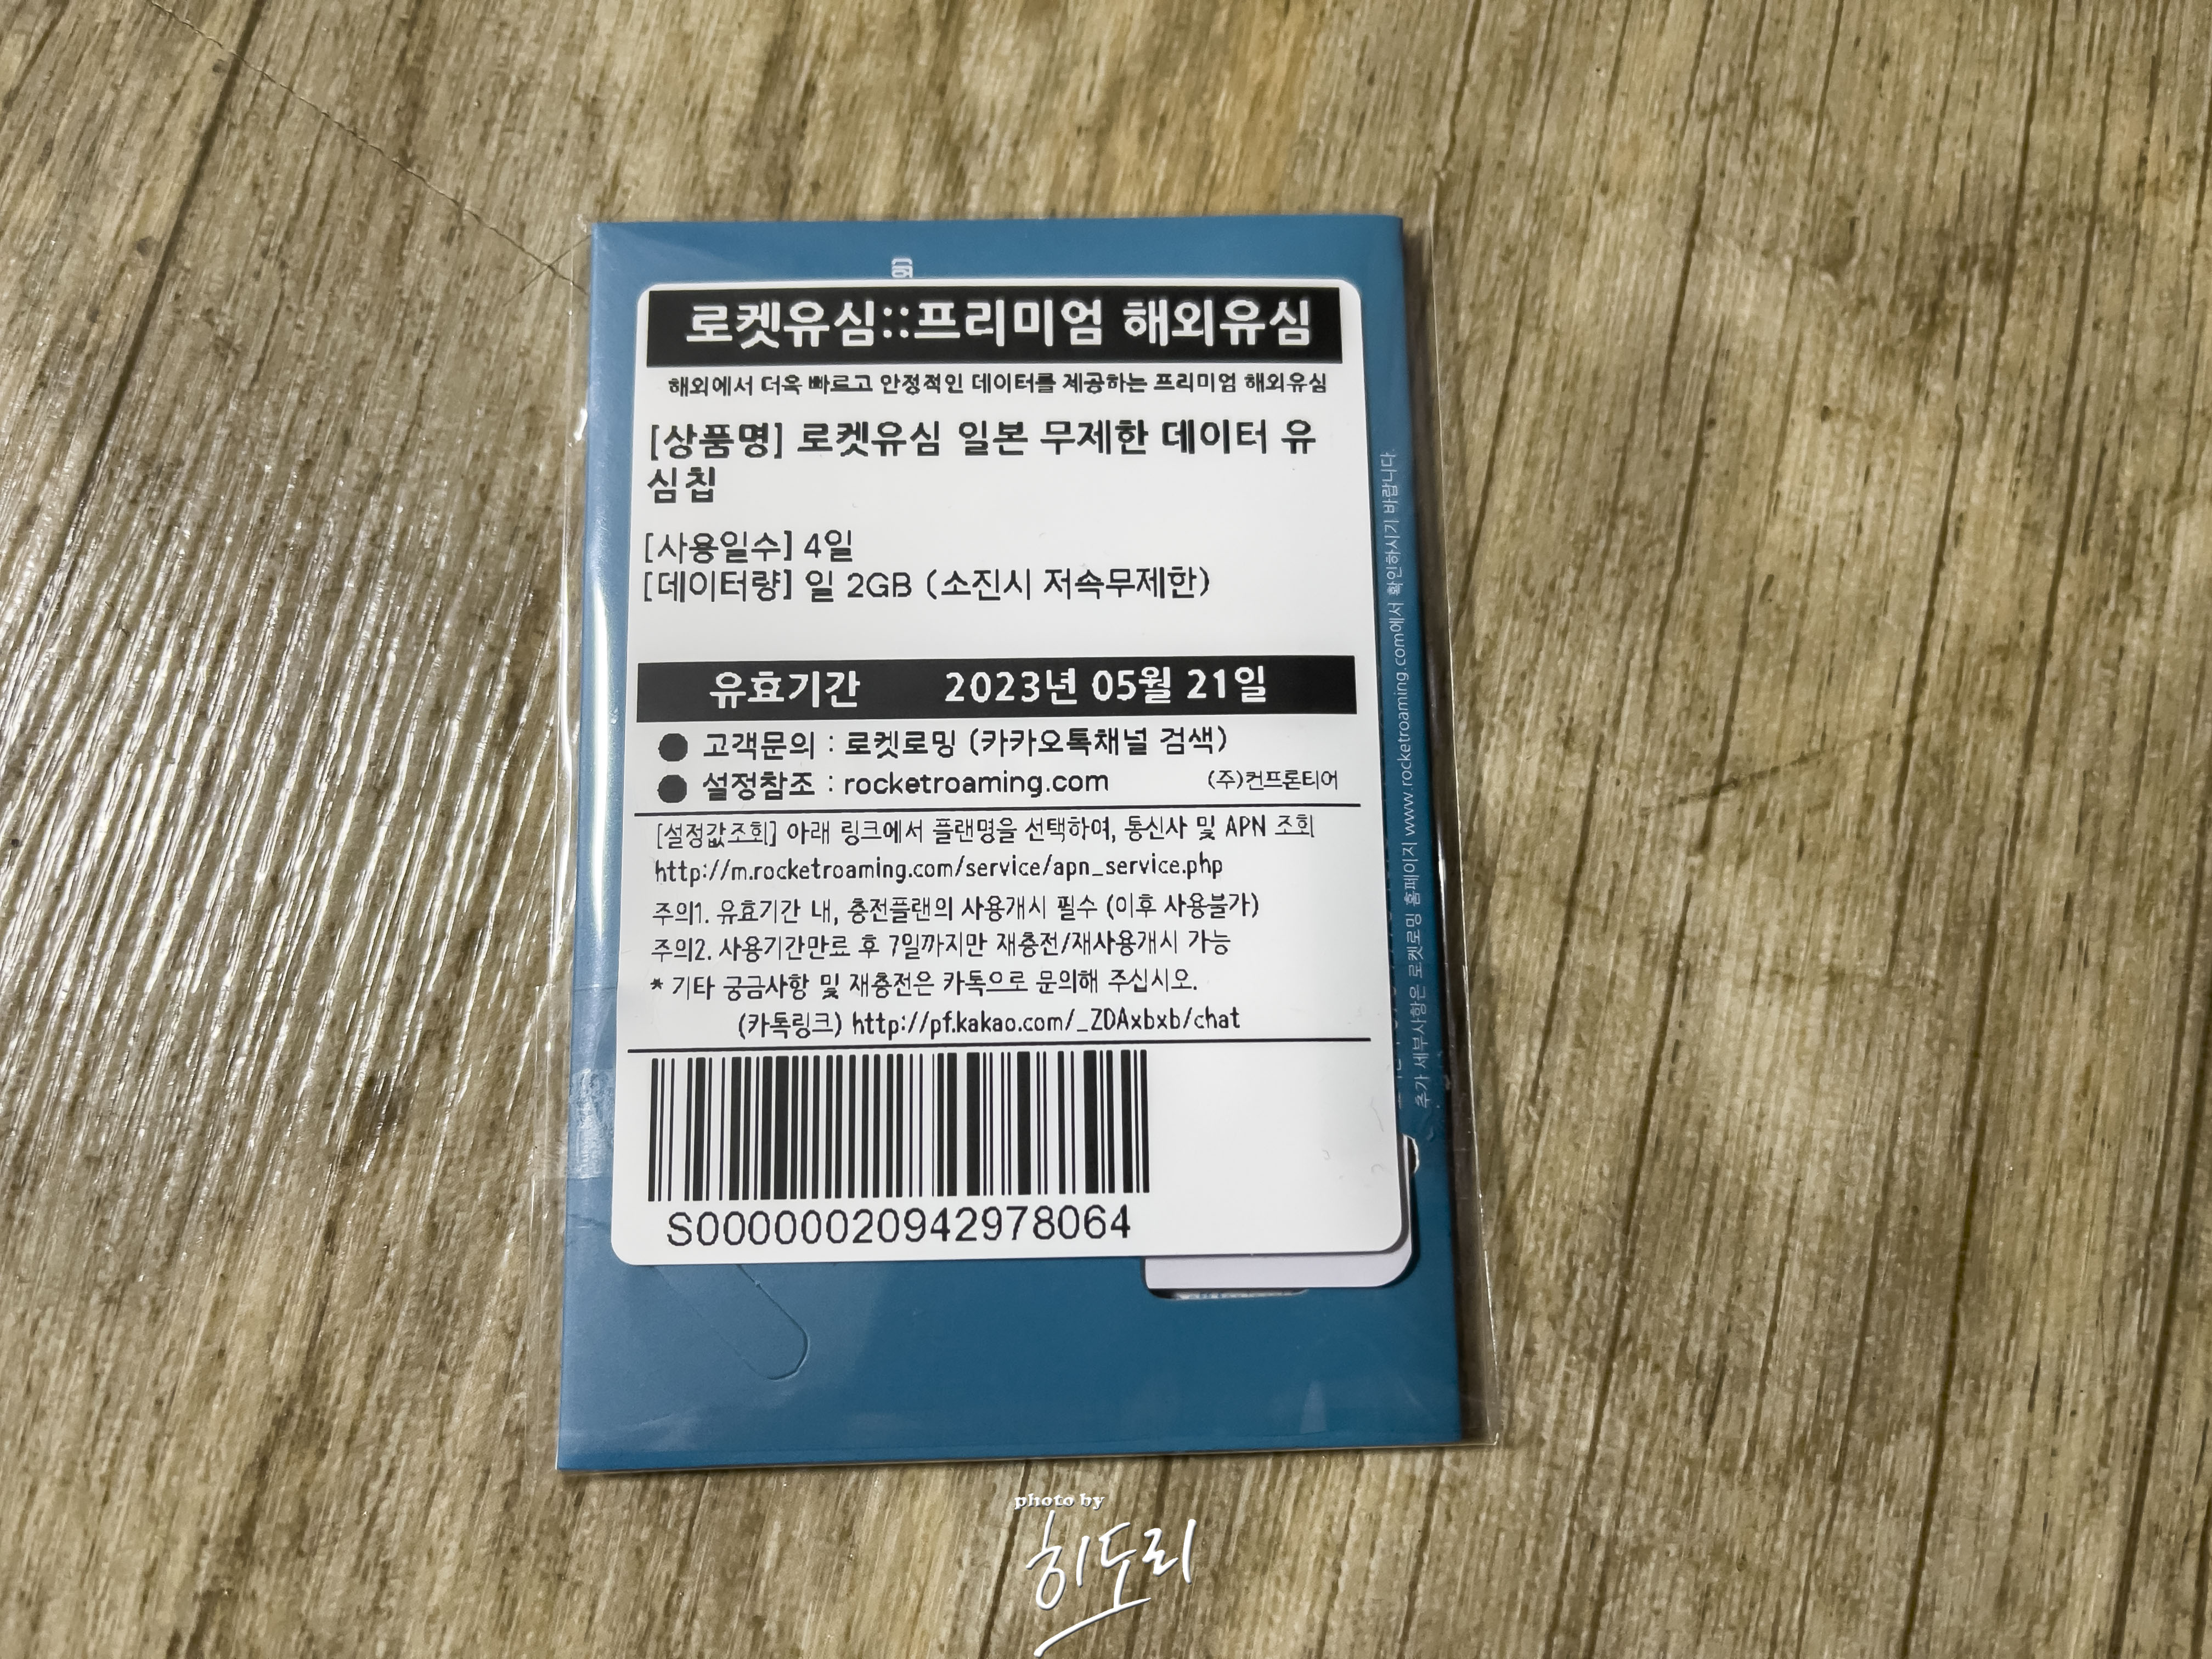 로켓유심::프리미엄 해외유심
해외에서 더욱 빠르고 안정적인 데이터를 제공하는 프리미엄 해외유심
[상품명] 로켓유심 일본 무제한 데이터 유
심칩
[사용일수] 4일
[데이터량] 일 2GB (소진시 저속무제한)
유효기간 2023년 05월 21일
● 고객문의 : 로켓로밍 (카카오톡채널 검색)
● 설정참조 : rocketroaming.com (주)컨프론티어
[설정값조회] 아래 링크에서 플랜명을 선택하여, 통신사 및 APN 조회
http://m.rocketroaming.com/service/apn_service.php
주의1. 유효기간 내, 충전플랜의 사용개시 필수 (이후 사용불가)
주의2. 사용기간만료 후 7일까지만 재충전/재사용개시 가능
* 기타 궁금사항 및 재충전은 카톡으로 문의해 주십시오.
(카톡링크) http://pf.kakao.com/_ZDAxbxb/chat
S00000020942978064
추가 세부사항은 로켓로밍 홈페이지 www.rocketroaming.com에서 확인하시기 바랍니다.
photo by
히도리